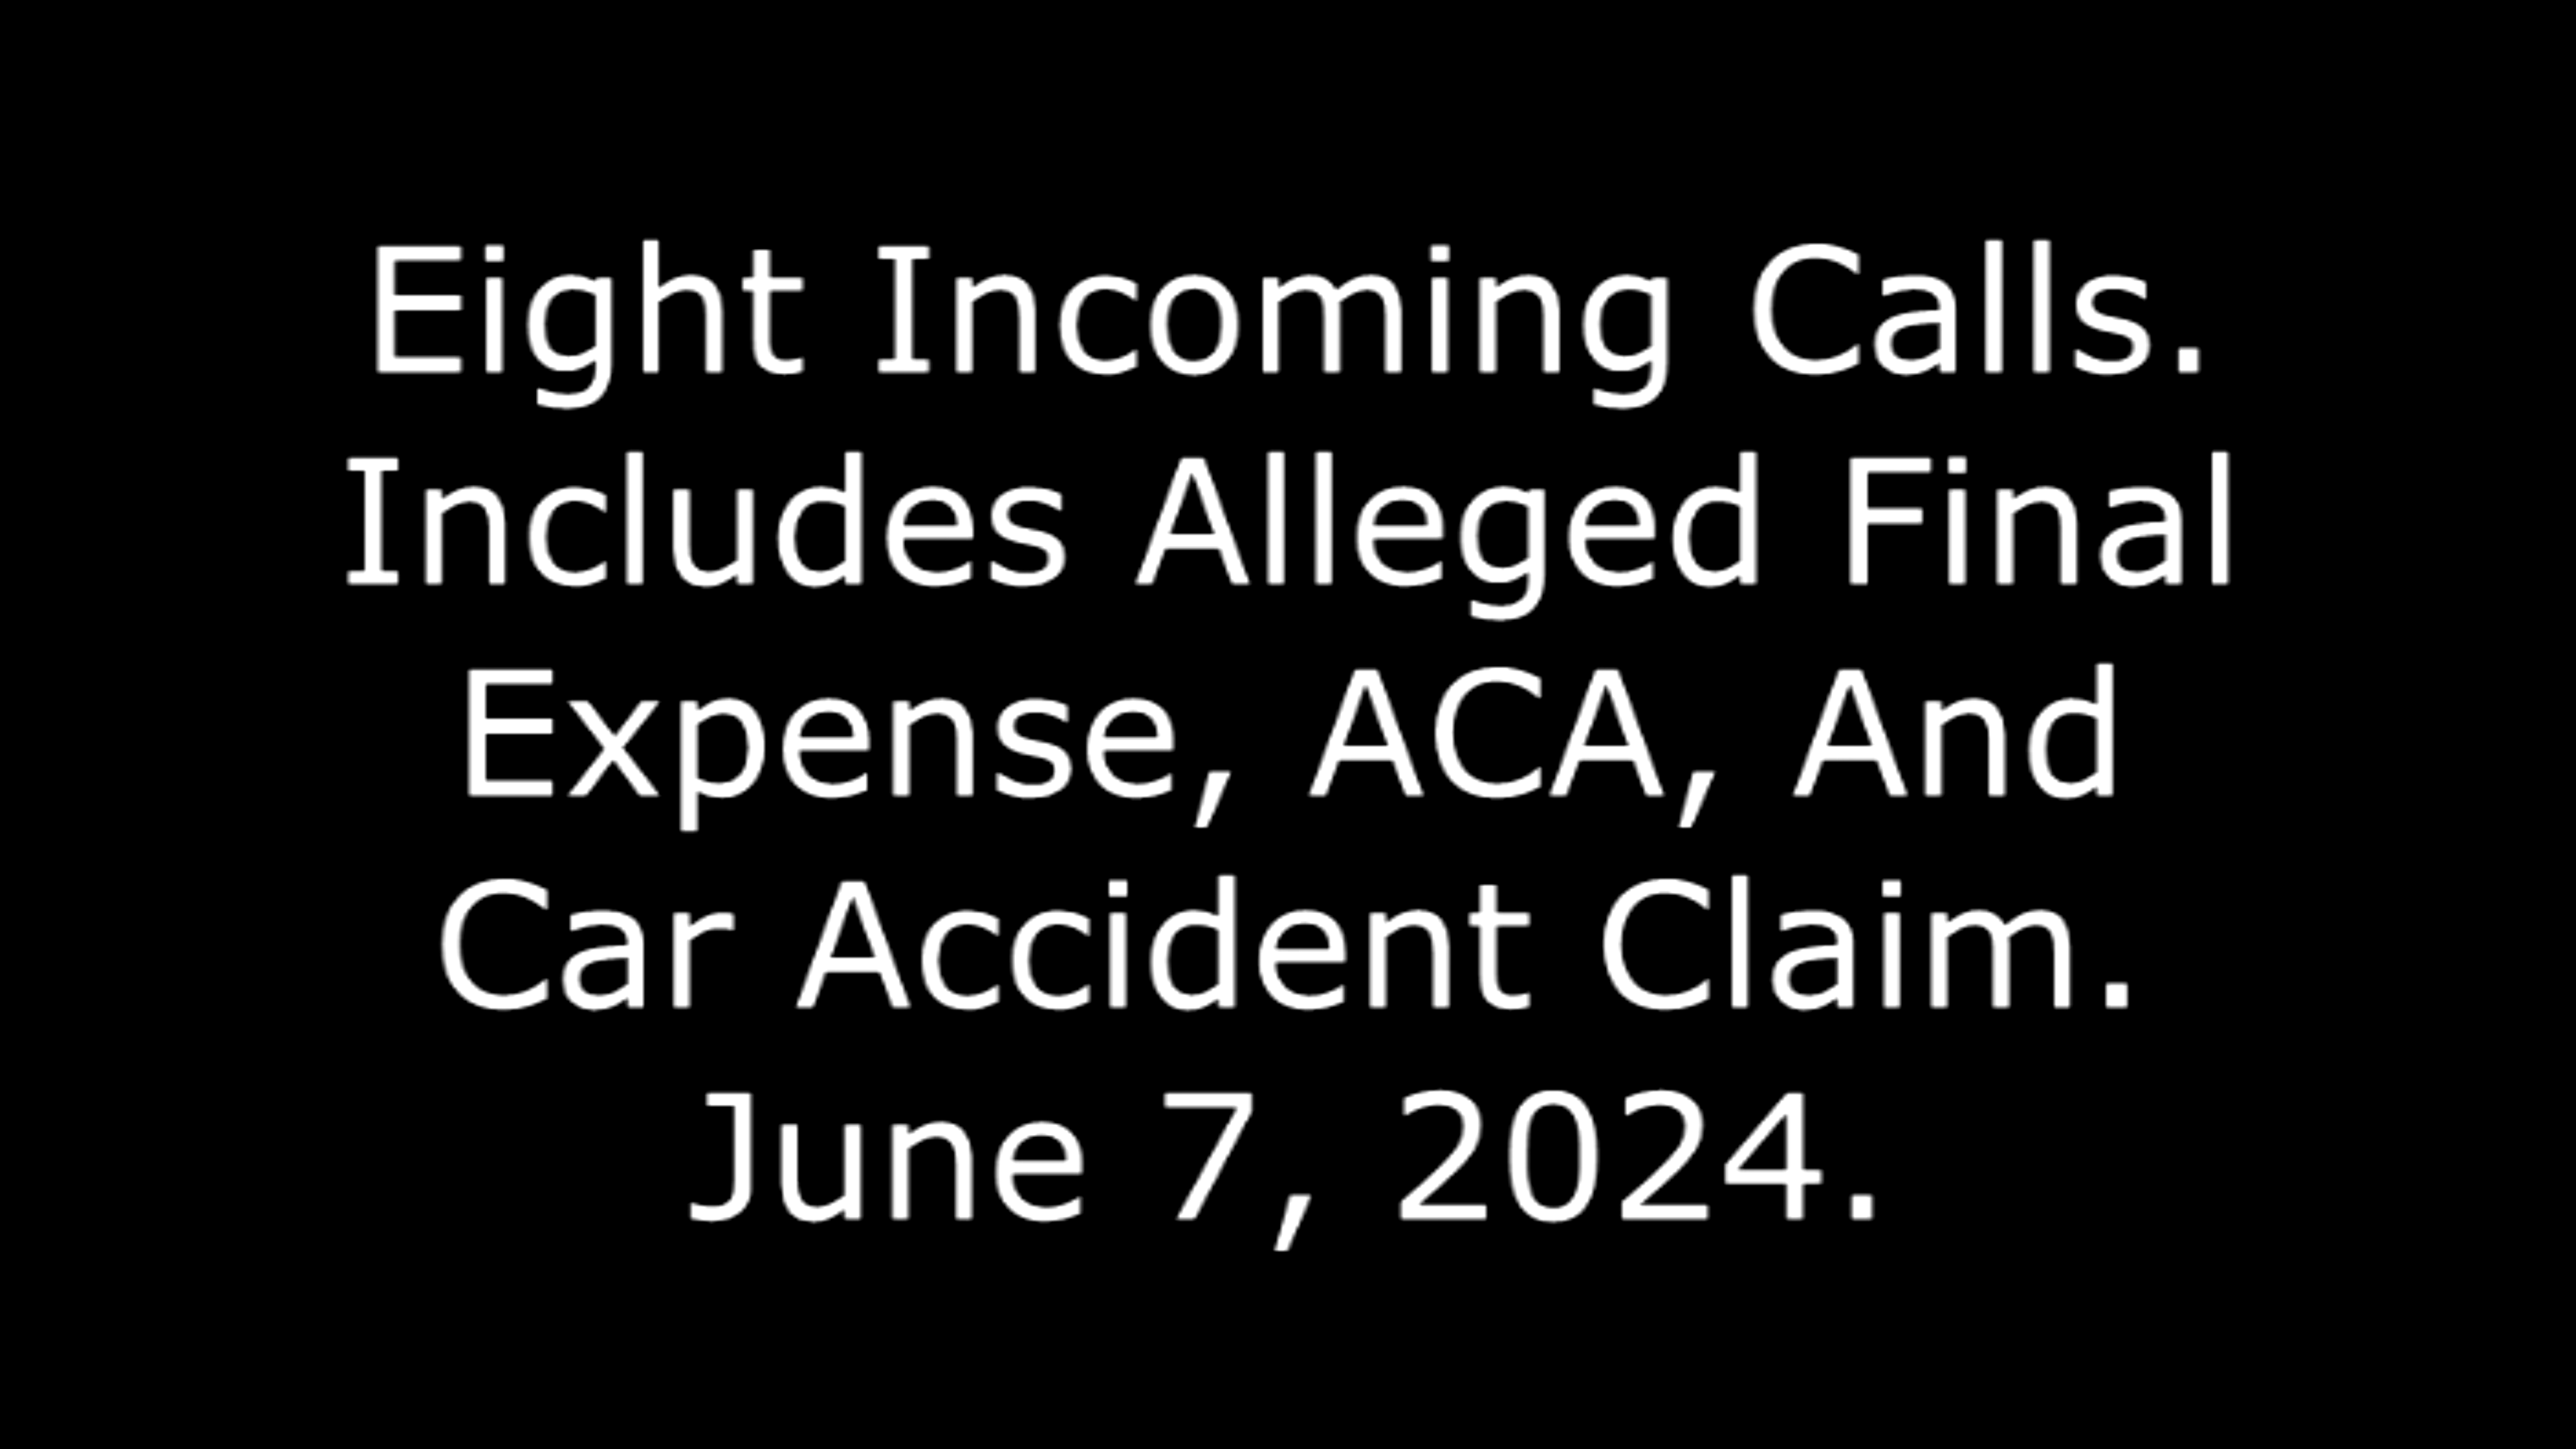 Eight Incoming Calls.
Includes Alleged Final
Expense, ACA, And
Car Accident Claim.
June 7, 2024.